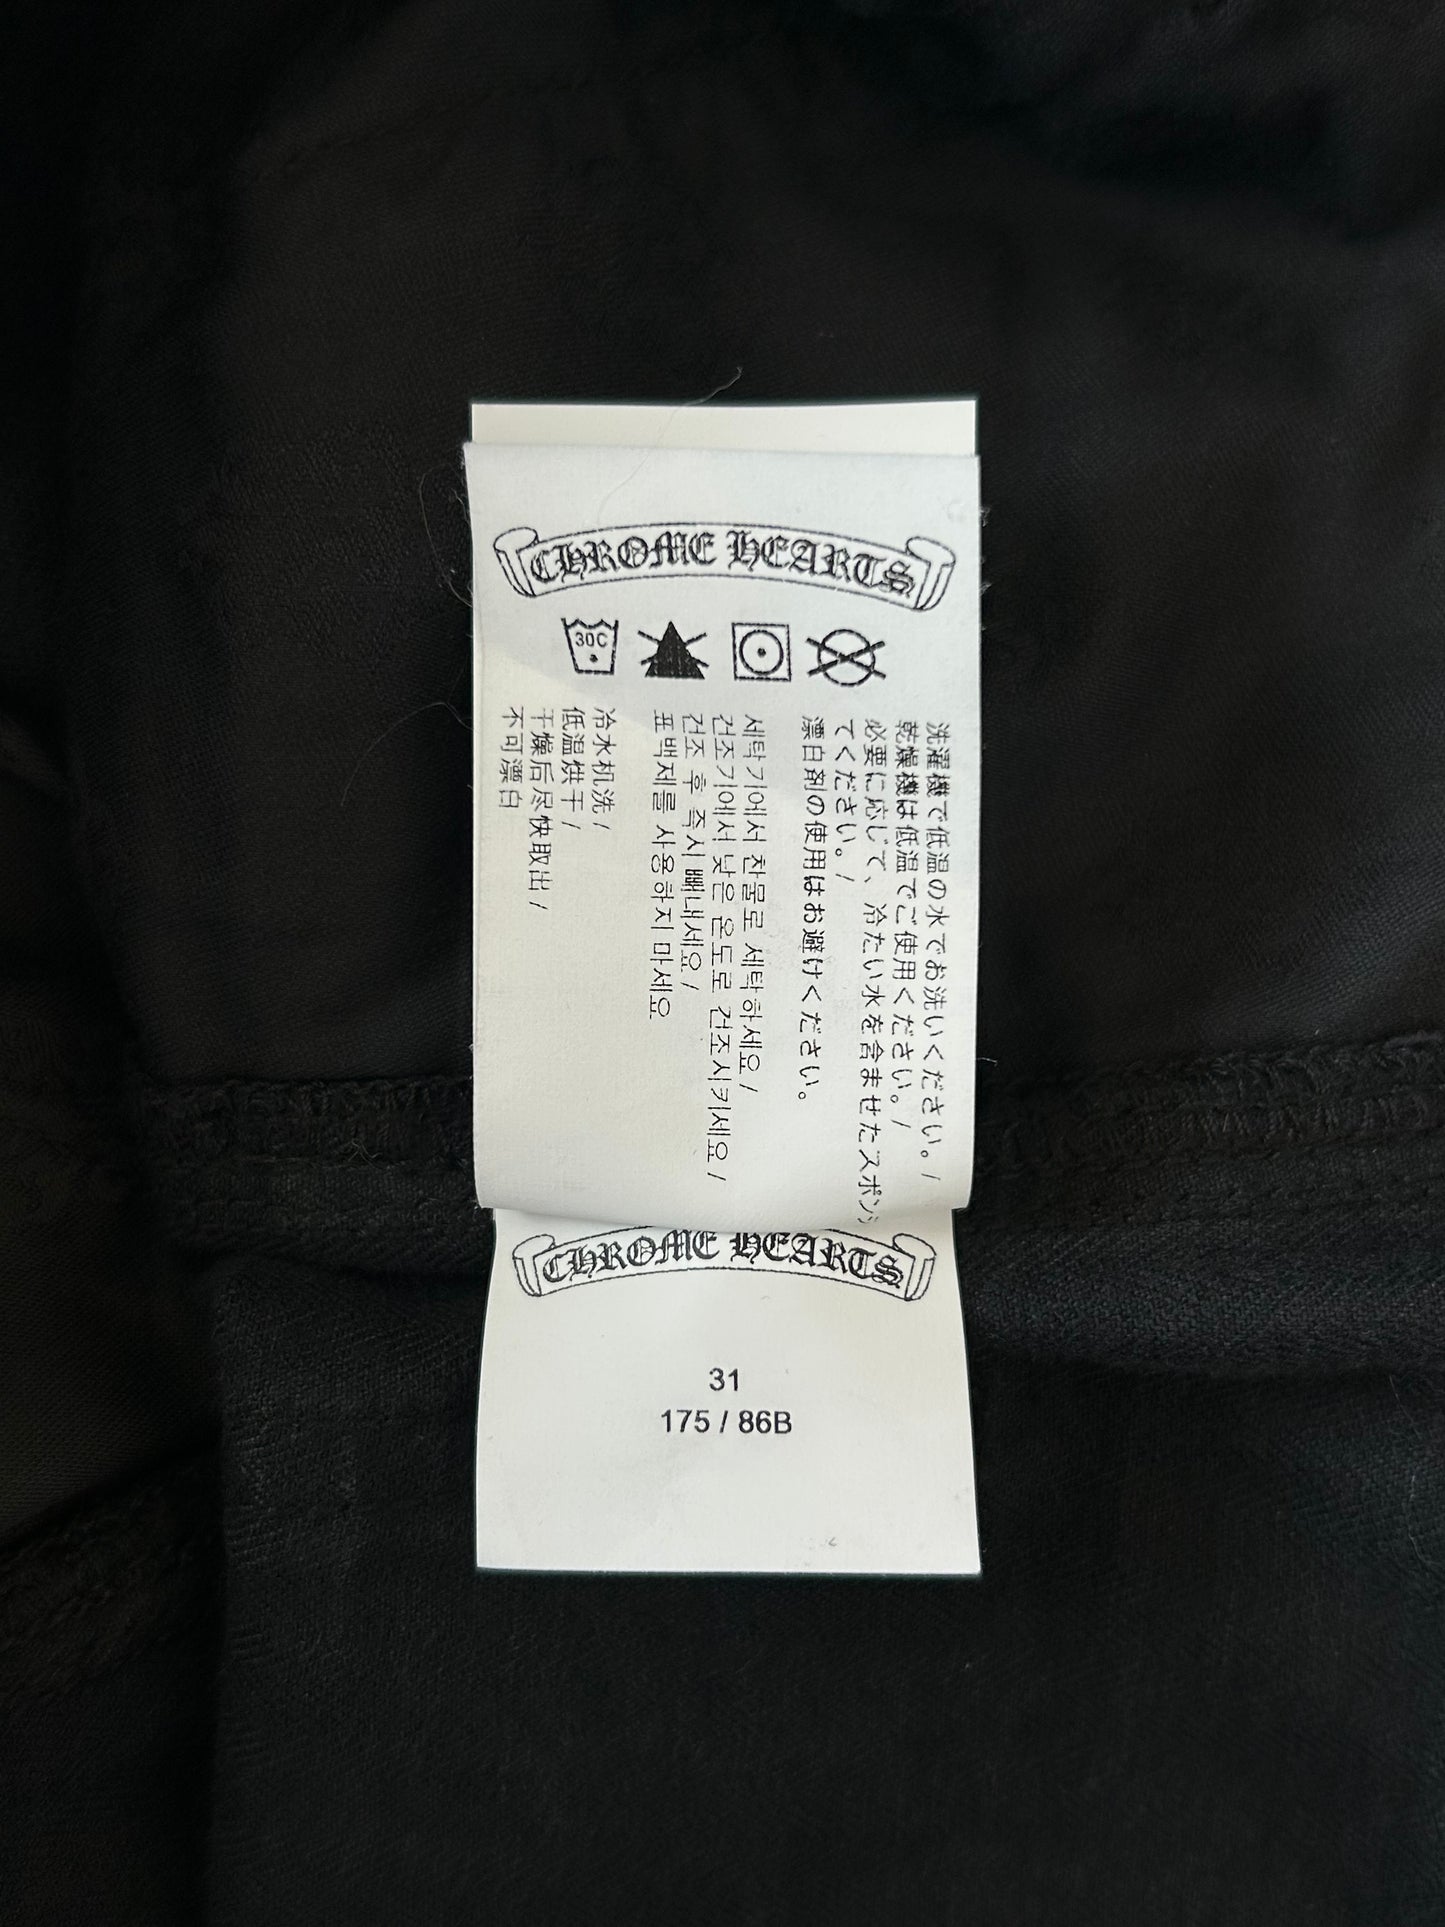 CHROME HEARTS
30C
洗濯機で低温の水でお洗いください。/
乾燥機は低温でご使用ください。/
必要に応じて、冷たい水を含ませたスポンジ
てください。/
漂白剤の使用はお避けください。
세탁기에서 찬물로 세탁하세요 /
건조기에서 낮은 온도로 건조시키세요 /
건조 후 즉시 빼내세요 /
표백제를 사용하지 마세요
冷水机洗 /
低温烘干 /
干燥后尽快取出 /
不可漂白
CHROME HEARTS
31
175 / 86B